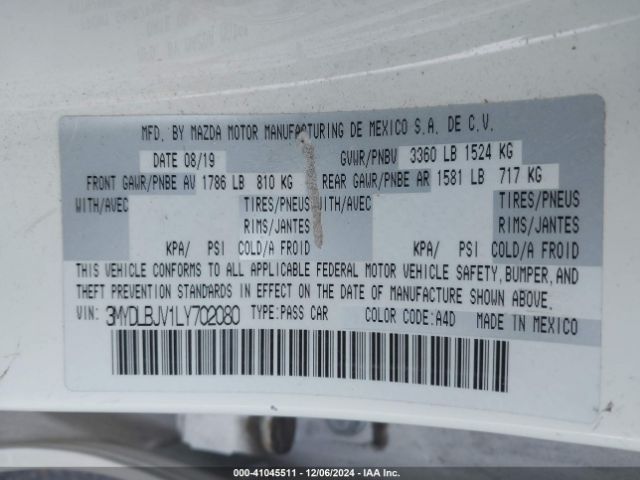 MFD. BY MAZDA MOTOR MANUFACTURING DE MEXICO S.A. DE C.V.
DATE 08/19 GVWR/PNBV 3360 LB 1524 KG
FRONT GAWR/PNBE AV 1786 LB 810 KG REAR GAWR/PNBE AR 1581 LB 717 KG
WITH/AVEC TIRES/PNEUS WITH/AVEC TIRES/PNEUS
RIMS/JANTES RIMS/JANTES
KPA/ PSI COLD/A FROID KPA/ PSI COLD/A FROID
THIS VEHICLE CONFORMS TO ALL APPLICABLE FEDERAL MOTOR VEHICLE SAFETY, BUMPER, AND
THEFT PREVENTION STANDARDS IN EFFECT ON THE DATE OF MANUFACTURE SHOWN ABOVE.
VIN: 3MYDLBJV1LY702080 TYPE:PASS CAR COLOR CODE:A4D MADE IN MEXICO
000-41045511 - 12/06/2024 - IAA Inc.